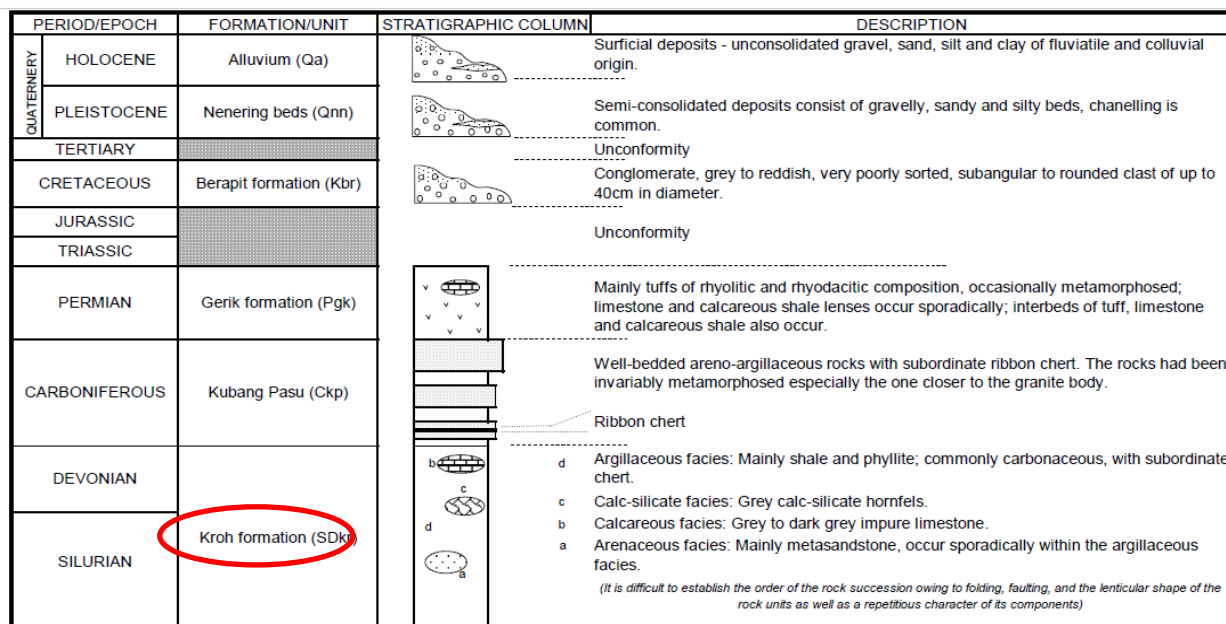 PERIOD/EPOCH FORMATION/UNIT STRATIGRAPHIC COLUMN DESCRIPTION
QUATERNERY
HOLOCENE
Alluvium (Qa)
Surficial deposits - unconsolidated gravel, sand, silt and clay of fluviatile and colluvial
origin.
PLEISTOCENE
Nenering beds (Qnn)
Semi-consolidated deposits consist of gravelly, sandy and silty beds, chanelling is
common.
TERTIARY
Unconformity
CRETACEOUS
Berapit formation (Kbr)
Conglomerate, grey to reddish, very poorly sorted, subangular to rounded clast of up to
40cm in diameter.
JURASSIC
TRIASSIC
Unconformity
PERMIAN
Gerik formation (Pgk)
Mainly tuffs of rhyolitic and rhyodacitic composition, occasionally metamorphosed;
limestone and calcareous shale lenses occur sporadically; interbeds of tuff, limestone
and calcareous shale also occur.
CARBONIFEROUS
Kubang Pasu (Ckp)
Well-bedded areno-argillaceous rocks with subordinate ribbon chert. The rocks had been
invariably metamorphosed especially the one closer to the granite body.
Ribbon chert
DEVONIAN
SILURIAN
Kroh formation (SDkr)
b
c
d
a
d Argillaceous facies: Mainly shale and phyllite; commonly carbonaceous, with subordinate
chert.
c Calc-silicate facies: Grey calc-silicate hornfels.
b Calcareous facies: Grey to dark grey impure limestone.
a Arenaceous facies: Mainly metasandstone, occur sporadically within the argillaceous
facies.
(It is difficult to establish the order of the rock succession owing to folding, faulting, and the lenticular shape of the
rock units as well as a repetitious character of its components)